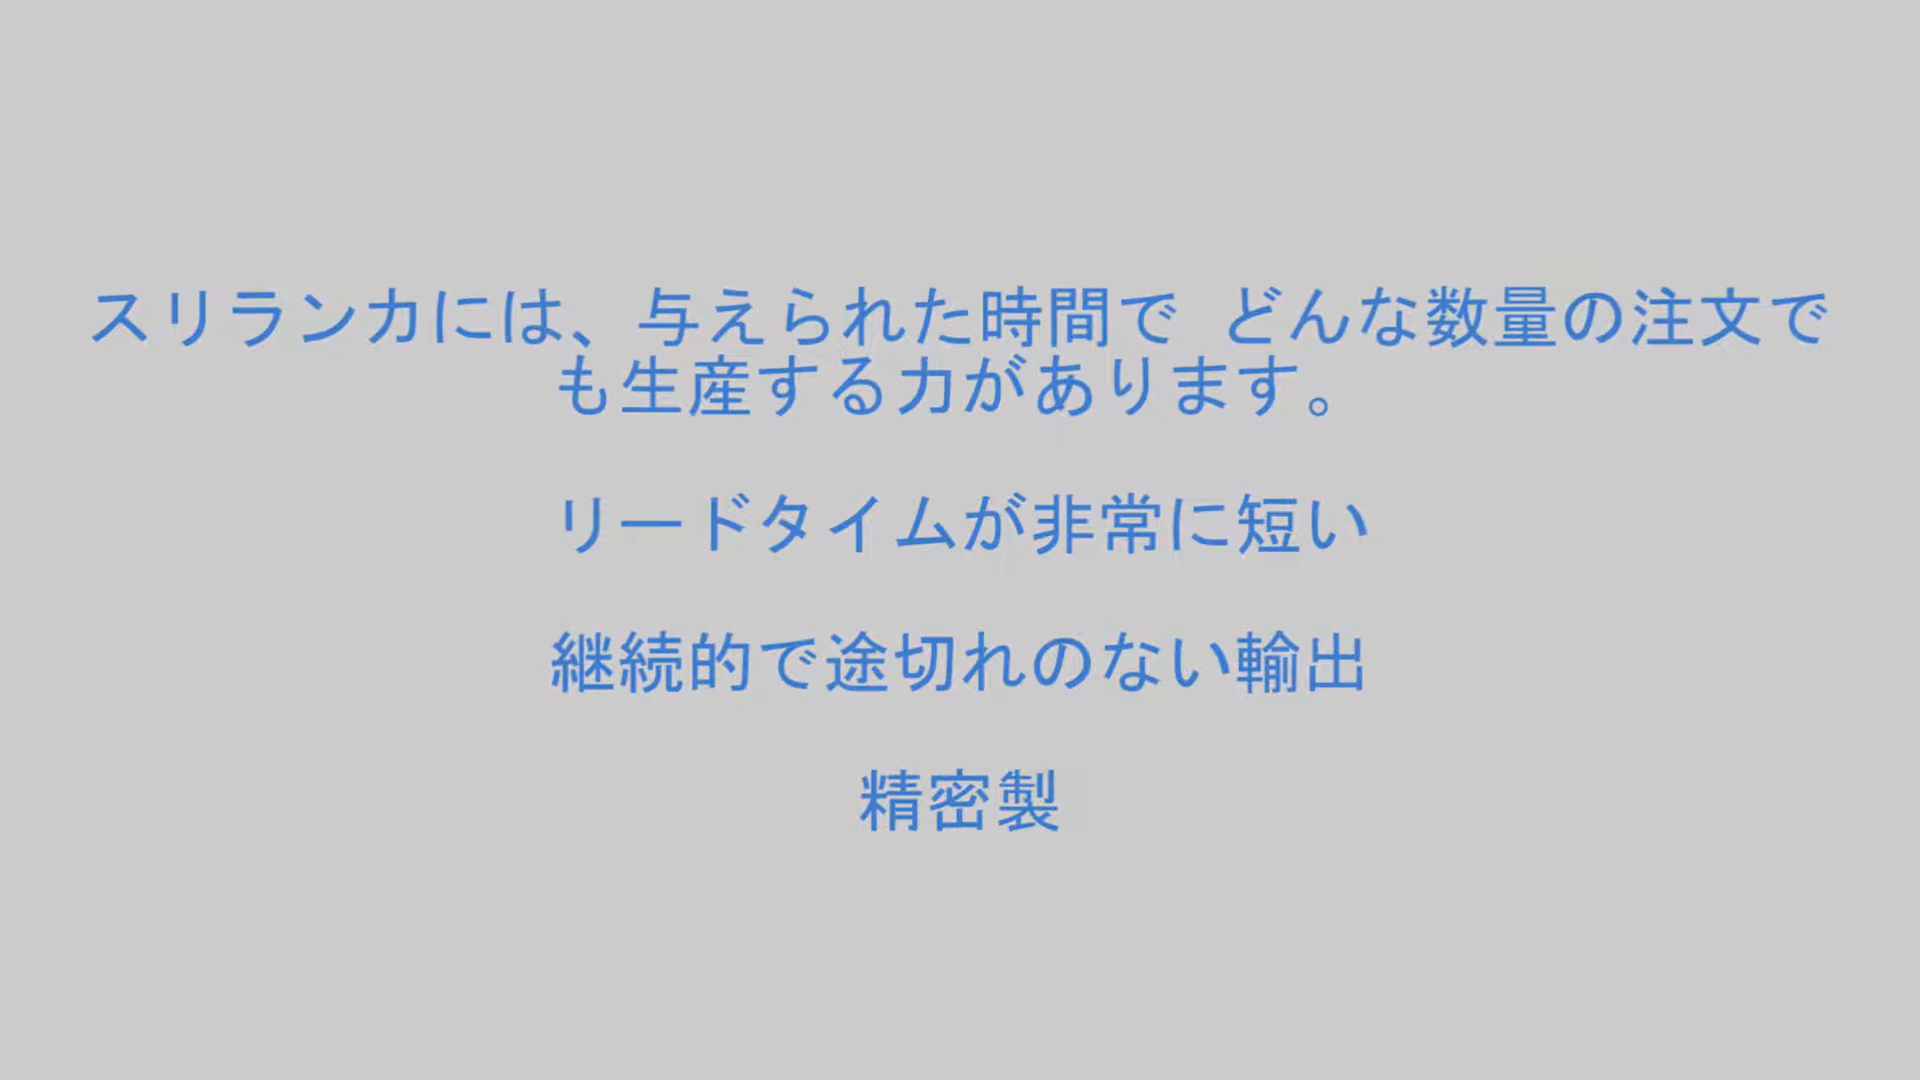 スリランカには、与えられた時間で どんな数量の注文で
も生産する力があります。
リードタイムが非常に短い
継続的で途切れのない輸出
精密製